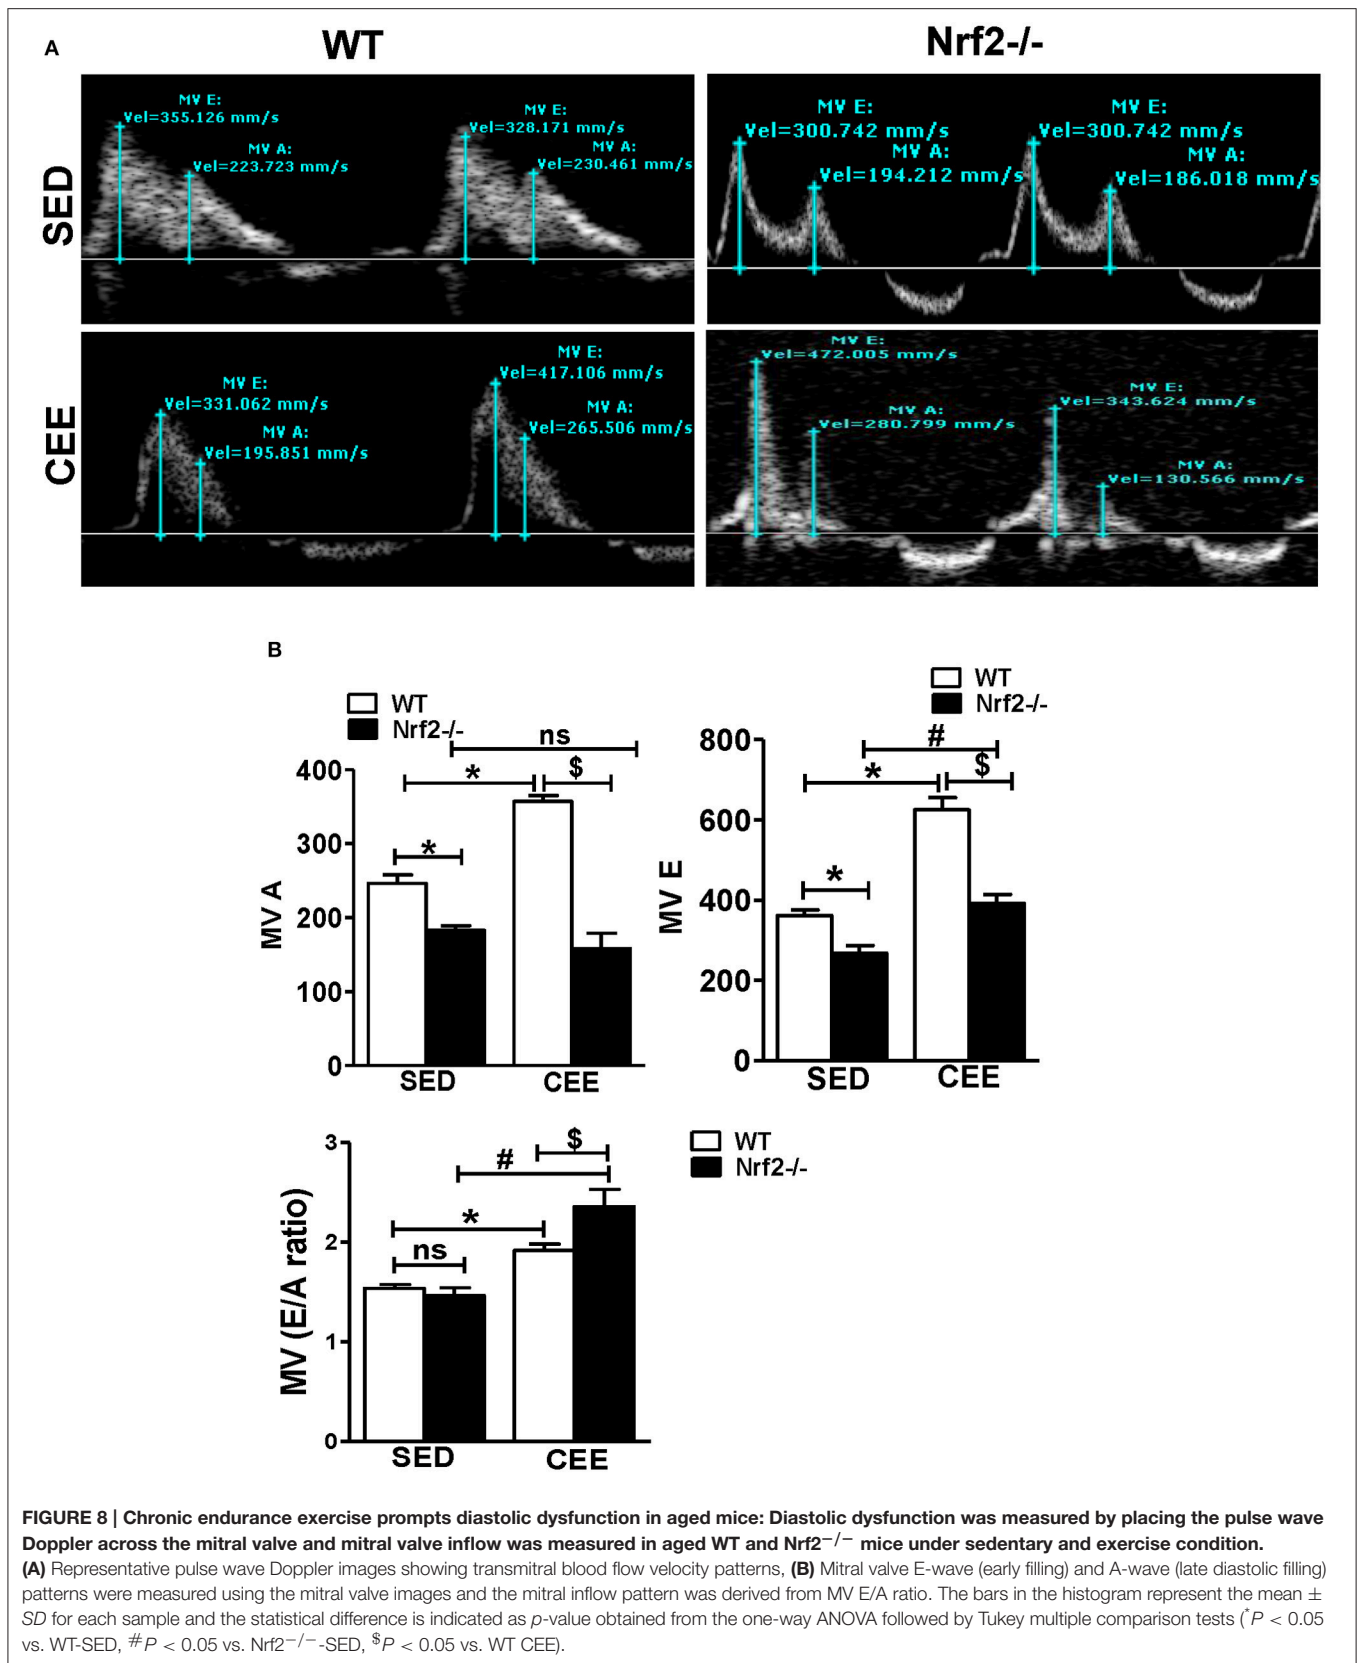 A
WT
Nrf2-/-
SED
MV E:
Vel=355.126 mm/s
MV A:
Vel=223.723 mm/s
MV E:
Vel=328.171 mm/s
MV A:
Vel=230.461 mm/s
MV E:
Vel=300.742 mm/s
MV A:
Vel=194.212 mm/s
MV E:
Vel=300.742 mm/s
MV A:
Vel=186.018 mm/s
CEE
MV E:
Vel=331.062 mm/s
MV A:
Vel=195.851 mm/s
MV E:
Vel=417.106 mm/s
MV A:
Vel=265.506 mm/s
MV E:
Vel=472.005 mm/s
MV A:
Vel=280.799 mm/s
MV E:
Vel=343.624 mm/s
MV A:
Vel=130.566 mm/s
B
WT
Nrf2-/-
ns
* $
*
400
300
200
100
0
MV A
SED CEE
WT
Nrf2-/-
#
* $
*
800
600
400
200
0
MV E
SED CEE
WT
Nrf2-/-
$
#
*
ns
3
2
1
0
MV (E/A ratio)
SED CEE
FIGURE 8 | Chronic endurance exercise prompts diastolic dysfunction in aged mice: Diastolic dysfunction was measured by placing the pulse wave
Doppler across the mitral valve and mitral valve inflow was measured in aged WT and Nrf2−/− mice under sedentary and exercise condition.
(A) Representative pulse wave Doppler images showing transmitral blood flow velocity patterns, (B) Mitral valve E-wave (early filling) and A-wave (late diastolic filling)
patterns were measured using the mitral valve images and the mitral inflow pattern was derived from MV E/A ratio. The bars in the histogram represent the mean ±
SD for each sample and the statistical difference is indicated as p-value obtained from the one-way ANOVA followed by Tukey multiple comparison tests (*P < 0.05
vs. WT-SED, #P < 0.05 vs. Nrf2−/−-SED, $P < 0.05 vs. WT CEE).